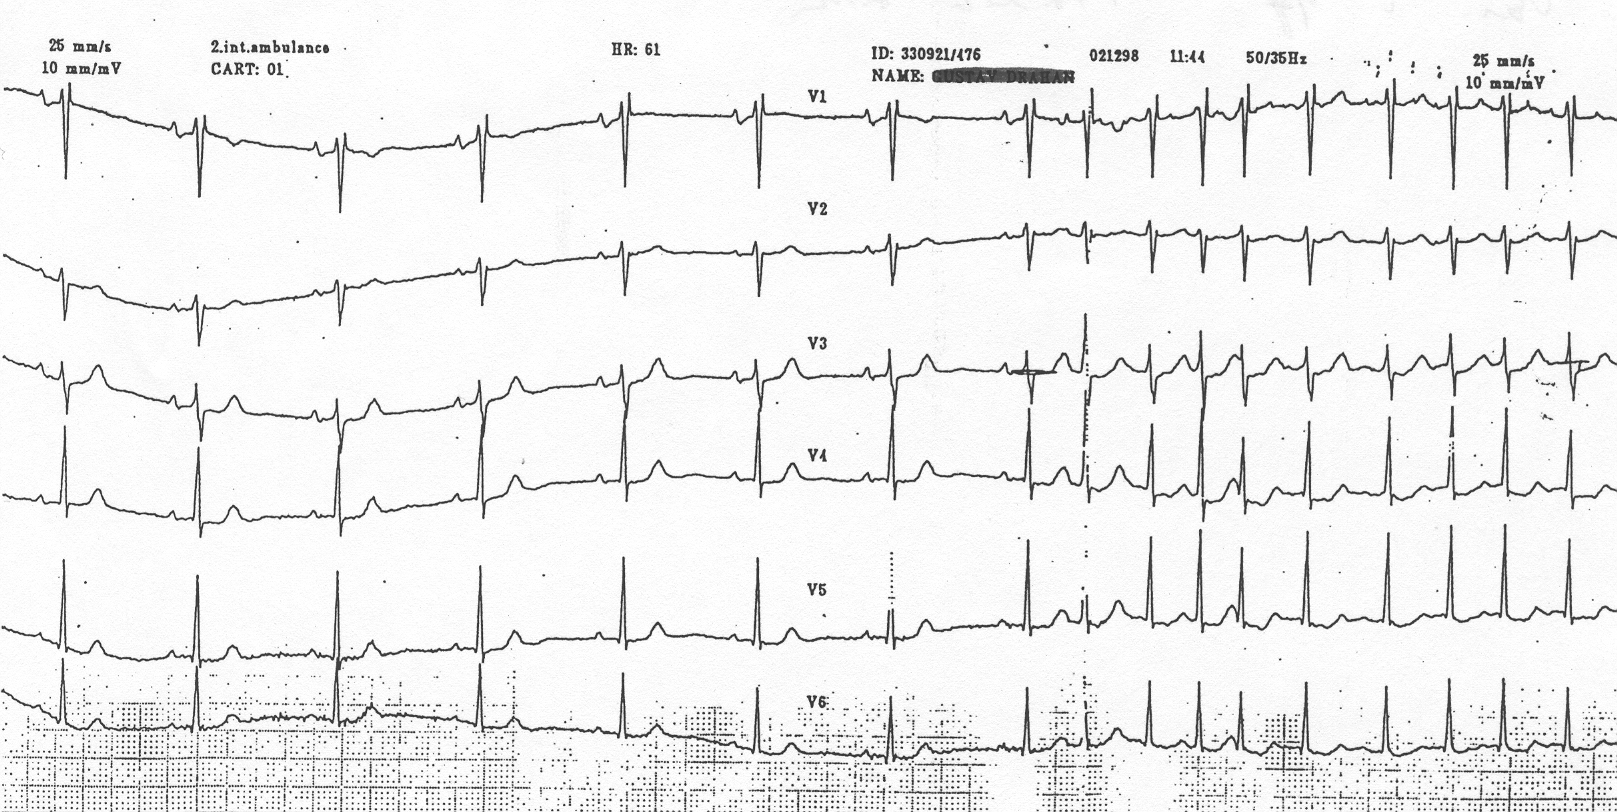 25 mm/s
10 mm/mV
2.int.ambulance
CART: 01
HR: 61
ID: 330921/476
NAME:
021298
11:44
50/35Hz
25 mm/s
10 mm/mV
V1
V2
V3
V4
V5
V6